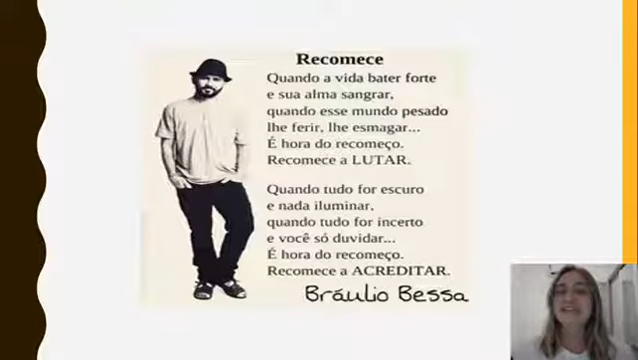 Recomece
Quando a vida bater forte
e sua alma sangrar,
quando esse mundo pesado
lhe ferir, lhe esmagar...
É hora do recomeço.
Recomece a LUTAR.
Quando tudo for escuro
e nada iluminar,
quando tudo for incerto
e você só duvidar...
É hora do recomeço.
Recomece a ACREDITAR.
Bráulio Bessa